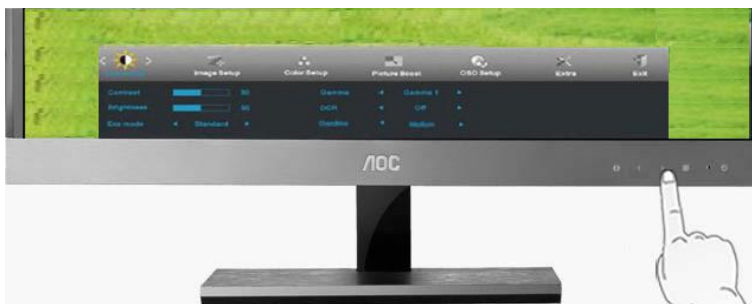 Image Setup Color Setup Picture Boost OSD Setup Extra Exit
Contrast 50 Gamma Gamma 1
Brightness 50 DCR Off
Eco mode Standard Overdrive Medium
AOC